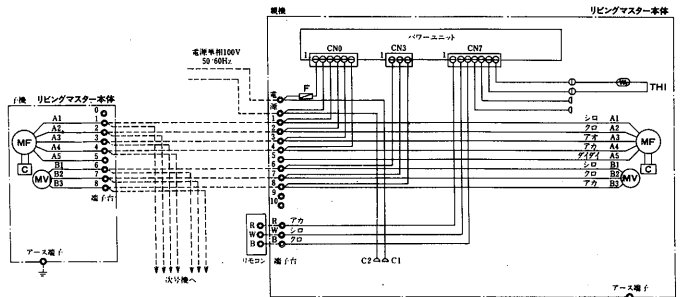 親機
リビングマスター本体
パワーユニット
1 CN0
1 CN3
1 CN7
電源単相100V
50·60Hz
F
THI
電
源
1
2
3
4
5
6
7
8
9
10
シロ A1
クロ A2
アオ A3
アカ A4
ダイダイ A5
シロ B1
クロ B2
アカ B3
MF
C
MV
R R アカ
W W シロ
B B クロ
リモコン
端子台
C2 C1
アース端子
子機
リビングマスター本体
0
1
2
3
4
5
6
7
8
A1
A2
A3
A4
A5
B1
B2
B3
MF
C
MV
端子台
アース端子
次号機へ